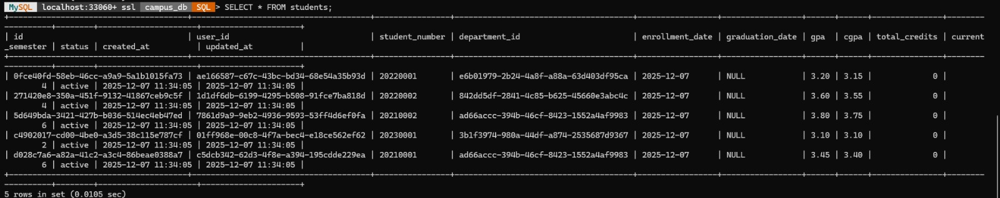 MySQL localhost:33060+ ssl campus_db SQL > SELECT * FROM students;
+--------------------------------------+--------------------------------------+----------------+--------------------------------------+-----------------+-----------------+------+------+---------------+--------
----------+--------+---------------------+---------------------+
| id                                   | user_id                              | student_number | department_id                        | enrollment_date | graduation_date | gpa  | cgpa | total_credits | current
_semester | status | created_at          | updated_at          |
+--------------------------------------+--------------------------------------+----------------+--------------------------------------+-----------------+-----------------+------+------+---------------+--------
----------+--------+---------------------+---------------------+
| 0fce40fd-58eb-46cc-a9a9-5a1b1015fa73 | ae166587-c67c-43bc-bd34-68e54a35b93d | 20220001       | e6b01979-2b24-4a8f-a88a-63d403df95ca | 2025-12-07      | NULL            | 3.20 | 3.15 |             0 |
        4 | active | 2025-12-07 11:34:05 | 2025-12-07 11:34:05 |
| 271420e8-350a-451f-9132-41867ceb9c5f | 1d1df6db-6199-4295-b508-91fce7ba818d | 20220002       | 842dd5df-2841-4c85-b625-45660e3abc4c | 2025-12-07      | NULL            | 3.60 | 3.55 |             0 |
        4 | active | 2025-12-07 11:34:05 | 2025-12-07 11:34:05 |
| 5d649bda-3421-427b-b036-514ec4eb47ed | 7861d9a9-9eb2-4936-9593-53ff4d6ef0fa | 20210002       | ad66accc-394b-46cf-8423-1552a4af9983 | 2025-12-07      | NULL            | 3.80 | 3.75 |             0 |
        6 | active | 2025-12-07 11:34:05 | 2025-12-07 11:34:05 |
| c4902017-cd00-4be0-a3d5-38c115e787cf | 01ff968e-00c8-4f7a-bec4-e18ce562ef62 | 20230001       | 3b1f3974-980a-44df-a874-2535687d9367 | 2025-12-07      | NULL            | 3.10 | 3.10 |             0 |
        2 | active | 2025-12-07 11:34:05 | 2025-12-07 11:34:05 |
| d028c7a6-a82a-41c2-a3c4-86beae0388a7 | c5dcb342-62d3-4f8e-a394-195cdde229ea | 20210001       | ad66accc-394b-46cf-8423-1552a4af9983 | 2025-12-07      | NULL            | 3.45 | 3.40 |             0 |
        6 | active | 2025-12-07 11:34:05 | 2025-12-07 11:34:05 |
+--------------------------------------+--------------------------------------+----------------+--------------------------------------+-----------------+-----------------+------+------+---------------+--------
----------+--------+---------------------+---------------------+
5 rows in set (0.0105 sec)